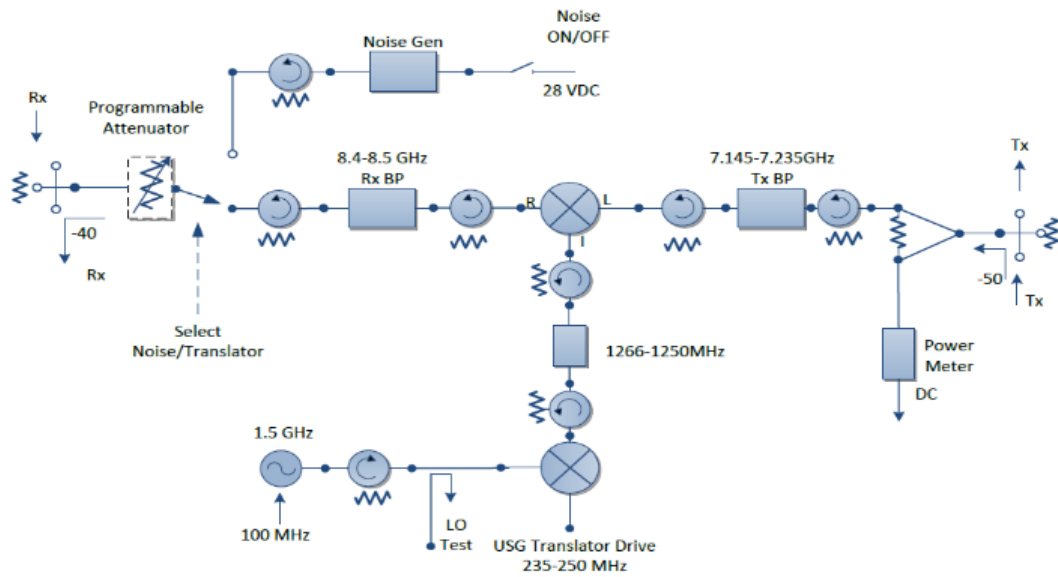 Noise
ON/OFF
Noise Gen
28 VDC
Rx
Programmable
Attenuator
8.4-8.5 GHz
Rx BP
7.145-7.235GHz
Tx BP
Tx
R
L
I
-40
Rx
-50
Tx
Select
Noise/Translator
1266-1250MHz
Power
Meter
DC
1.5 GHz
100 MHz
LO
Test
USG Translator Drive
235-250 MHz